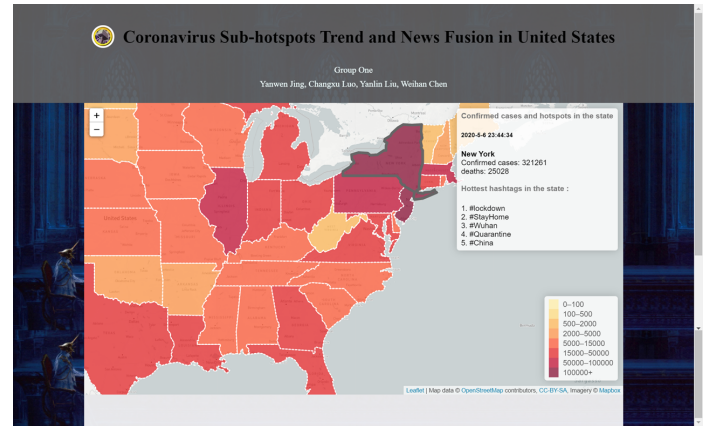 Coronavirus Sub-hotspots Trend and News Fusion in United States
Group One
Yanwen Jing, Changxu Luo, Yanlin Liu, Weihan Chen
+
−
United States
Confirmed cases and hotspots in the state
2020-5-6 23:44:34
New York
Confirmed cases: 321261
deaths: 25028
Hottest hashtags in the state :
1. #lockdown
2. #StayHome
3. #Wuhan
4. #Quarantine
5. #China
0–100
100–500
500–2000
2000–5000
5000–15000
15000–50000
50000–100000
100000+
Leaflet | Map data © OpenStreetMap contributors, CC-BY-SA, Imagery © Mapbox